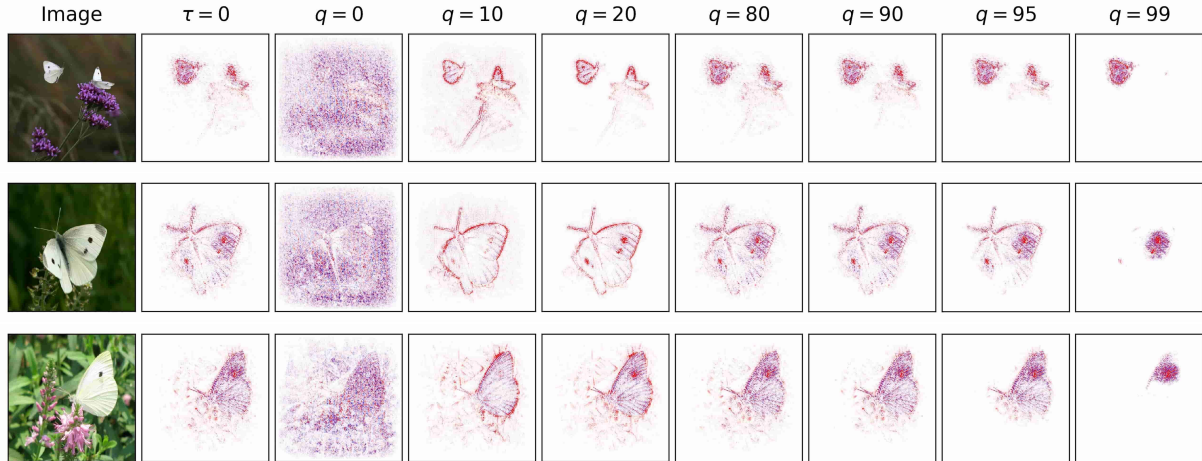 Image τ = 0 q = 0 q = 10 q = 20 q = 80 q = 90 q = 95 q = 99